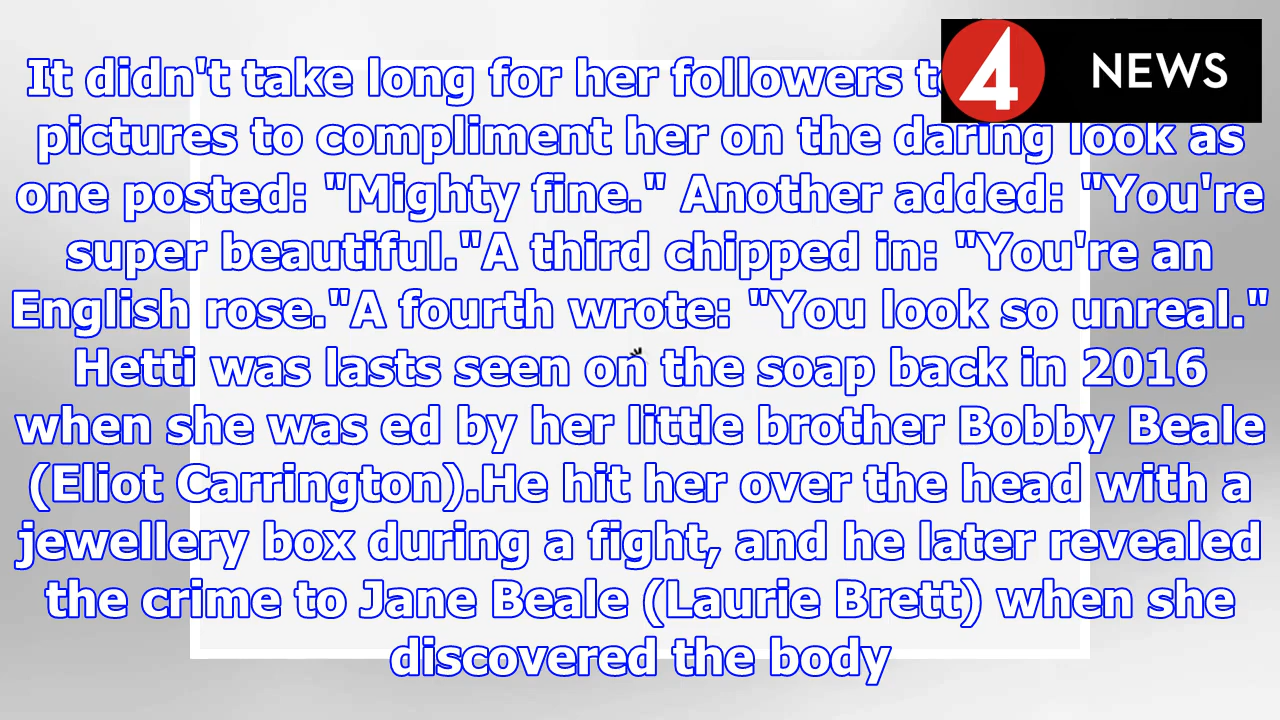 It didn't take long for her followers
pictures to compliment her on the daring look as
one posted: "Mighty fine." Another added: "You're
super beautiful."A third chipped in: "You're an
English rose."A fourth wrote: "You look so unreal."
Hetti was lasts seen on the soap back in 2016
when she was ed by her little brother Bobby Beale
(Eliot Carrington).He hit her over the head with a
jewellery box during a fight, and he later revealed
the crime to Jane Beale (Laurie Brett) when she
discovered the body
4 NEWS